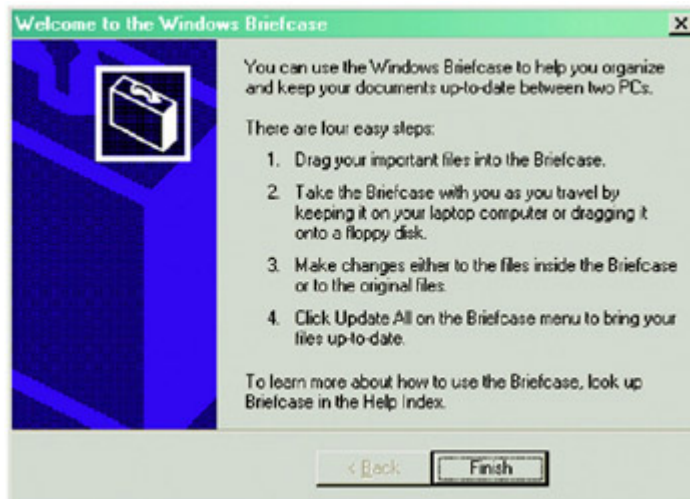 Welcome to the Windows Briefcase
You can use the Windows Briefcase to help you organize
and keep your documents up-to-date between two PCs.
There are four easy steps:
1. Drag your important files into the Briefcase.
2. Take the Briefcase with you as you travel by
keeping it on your laptop computer or dragging it
onto a floppy disk.
3. Make changes either to the files inside the Briefcase
or to the original files.
4. Click Update All on the Briefcase menu to bring your
files up-to-date.
To learn more about how to use the Briefcase, look up
Briefcase in the Help Index.
< Back Finish